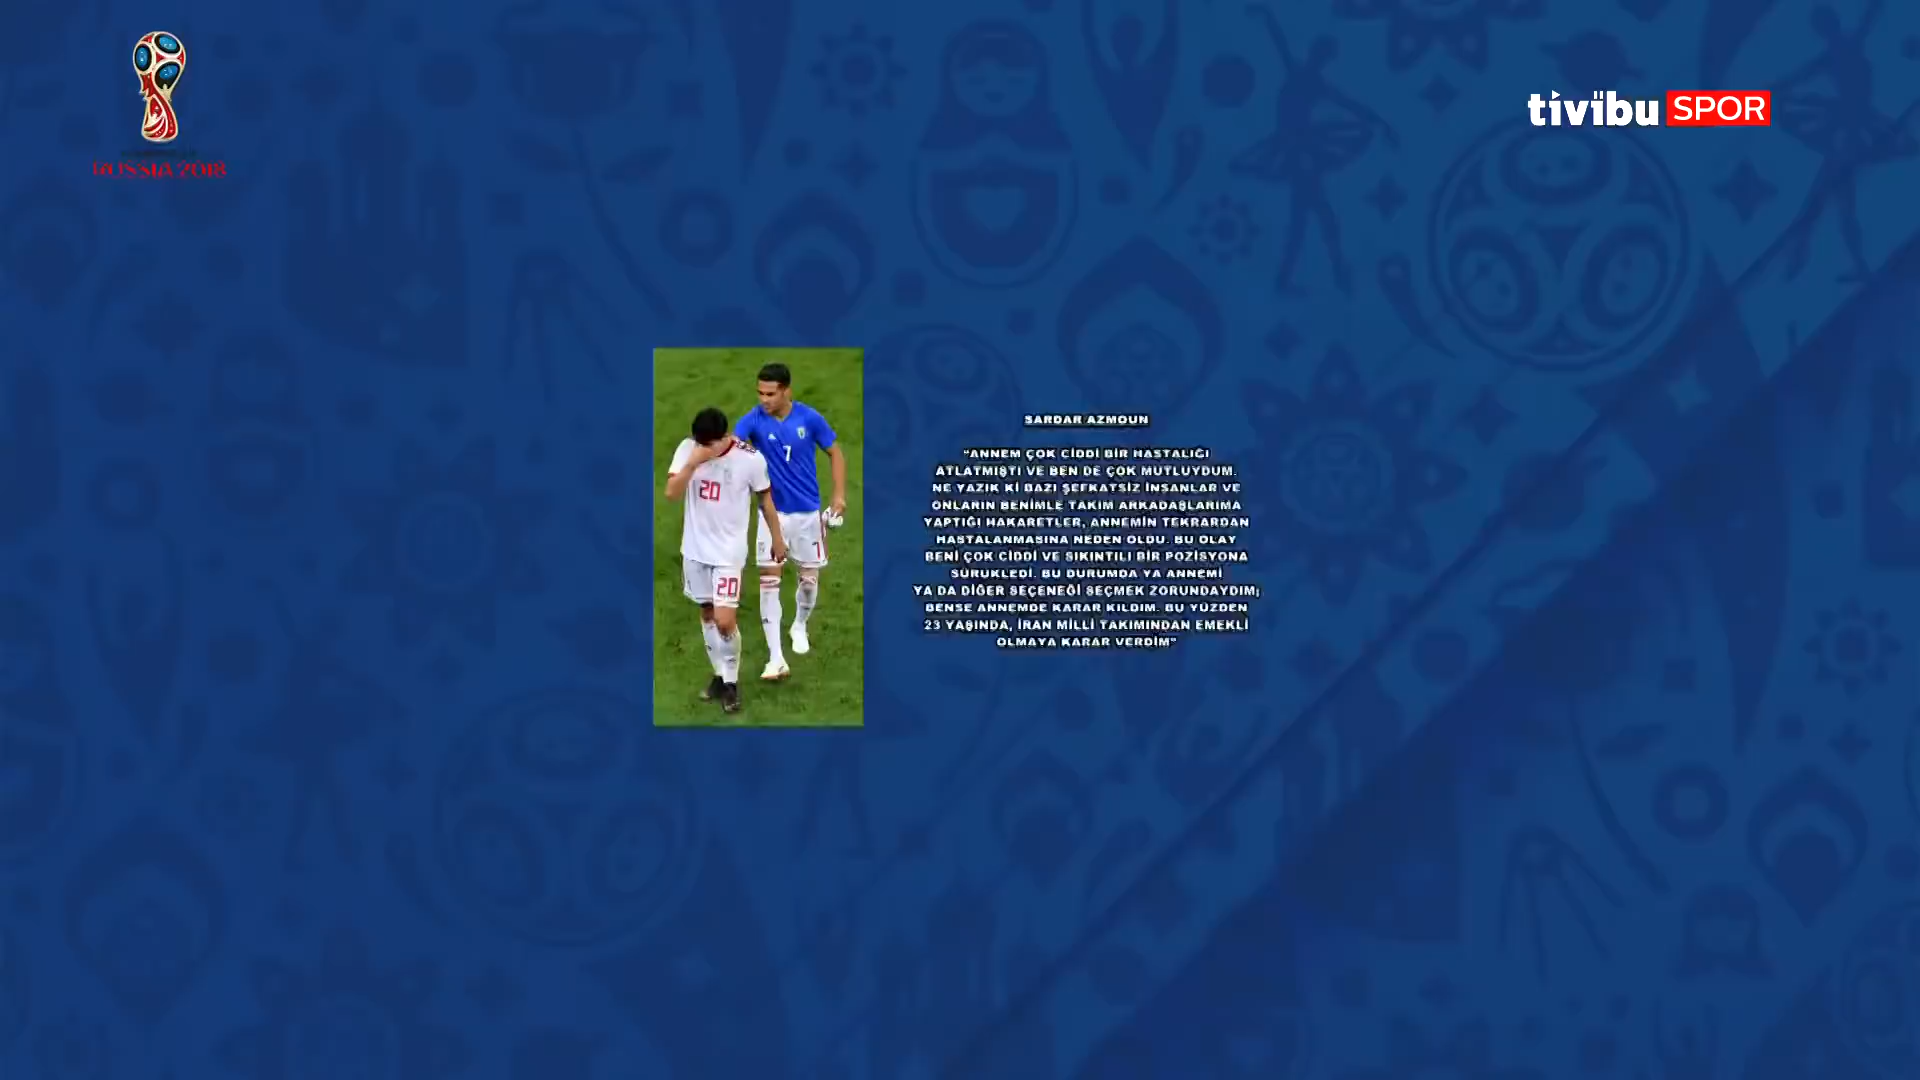 RUSSIA 2018
tivibu SPOR
7
20
7
20
SARDAR AZMOUN
"ANNEM ÇOK CİDDİ BİR HASTALIĞI
ATLATMIŞTI VE BEN DE ÇOK MUTLUYDUM.
NE YAZIK Kİ BAZI ŞEFKATSİZ İNSANLAR VE
ONLARIN BENİMLE TAKIM ARKADAŞLARIMA
YAPTIĞI HAKARETLER, ANNEMİN TEKRARDAN
HASTALANMASINA NEDEN OLDU. BU OLAY
BENİ ÇOK CİDDİ VE SIKINTILI BİR POZİSYONA
SÜRÜKLEDİ. BU DURUMDA YA ANNEMİ
YA DA DİĞER SEÇENEĞİ SEÇMEK ZORUNDAYDIM;
BENSE ANNEMDE KARAR KILDIM. BU YÜZDEN
23 YAŞINDA, İRAN MİLLİ TAKIMINDAN EMEKLİ
OLMAYA KARAR VERDİM"